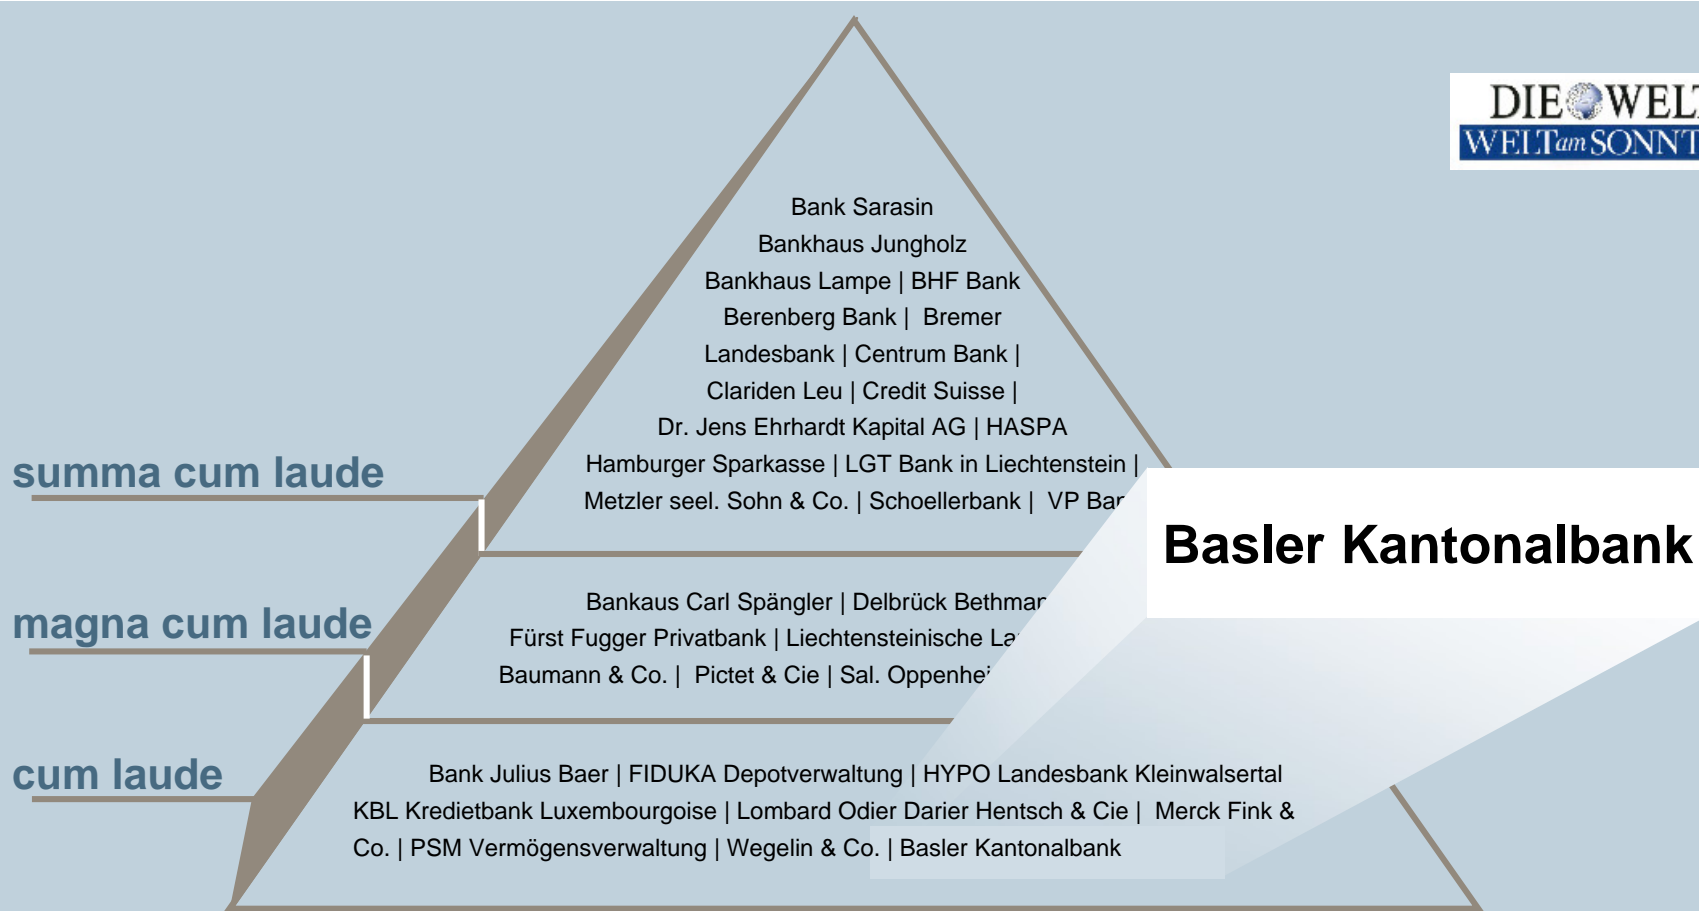 DIE WELT
WELT am SONNT
Bank Sarasin
Bankhaus Jungholz
Bankhaus Lampe | BHF Bank
Berenberg Bank | Bremer
Landesbank | Centrum Bank |
Clariden Leu | Credit Suisse |
Dr. Jens Ehrhardt Kapital AG | HASPA
Hamburger Sparkasse | LGT Bank in Liechtenstein |
Metzler seel. Sohn & Co. | Schoellerbank | VP Ban
summa cum laude
Basler Kantonalbank
Bankaus Carl Spängler | Delbrück Bethman
Fürst Fugger Privatbank | Liechtensteinische La
Baumann & Co. | Pictet & Cie | Sal. Oppenhei
magna cum laude
Bank Julius Baer | FIDUKA Depotverwaltung | HYPO Landesbank Kleinwalsertal
KBL Kredietbank Luxembourgoise | Lombard Odier Darier Hentsch & Cie | Merck Fink &
Co. | PSM Vermögensverwaltung | Wegelin & Co. | Basler Kantonalbank
cum laude